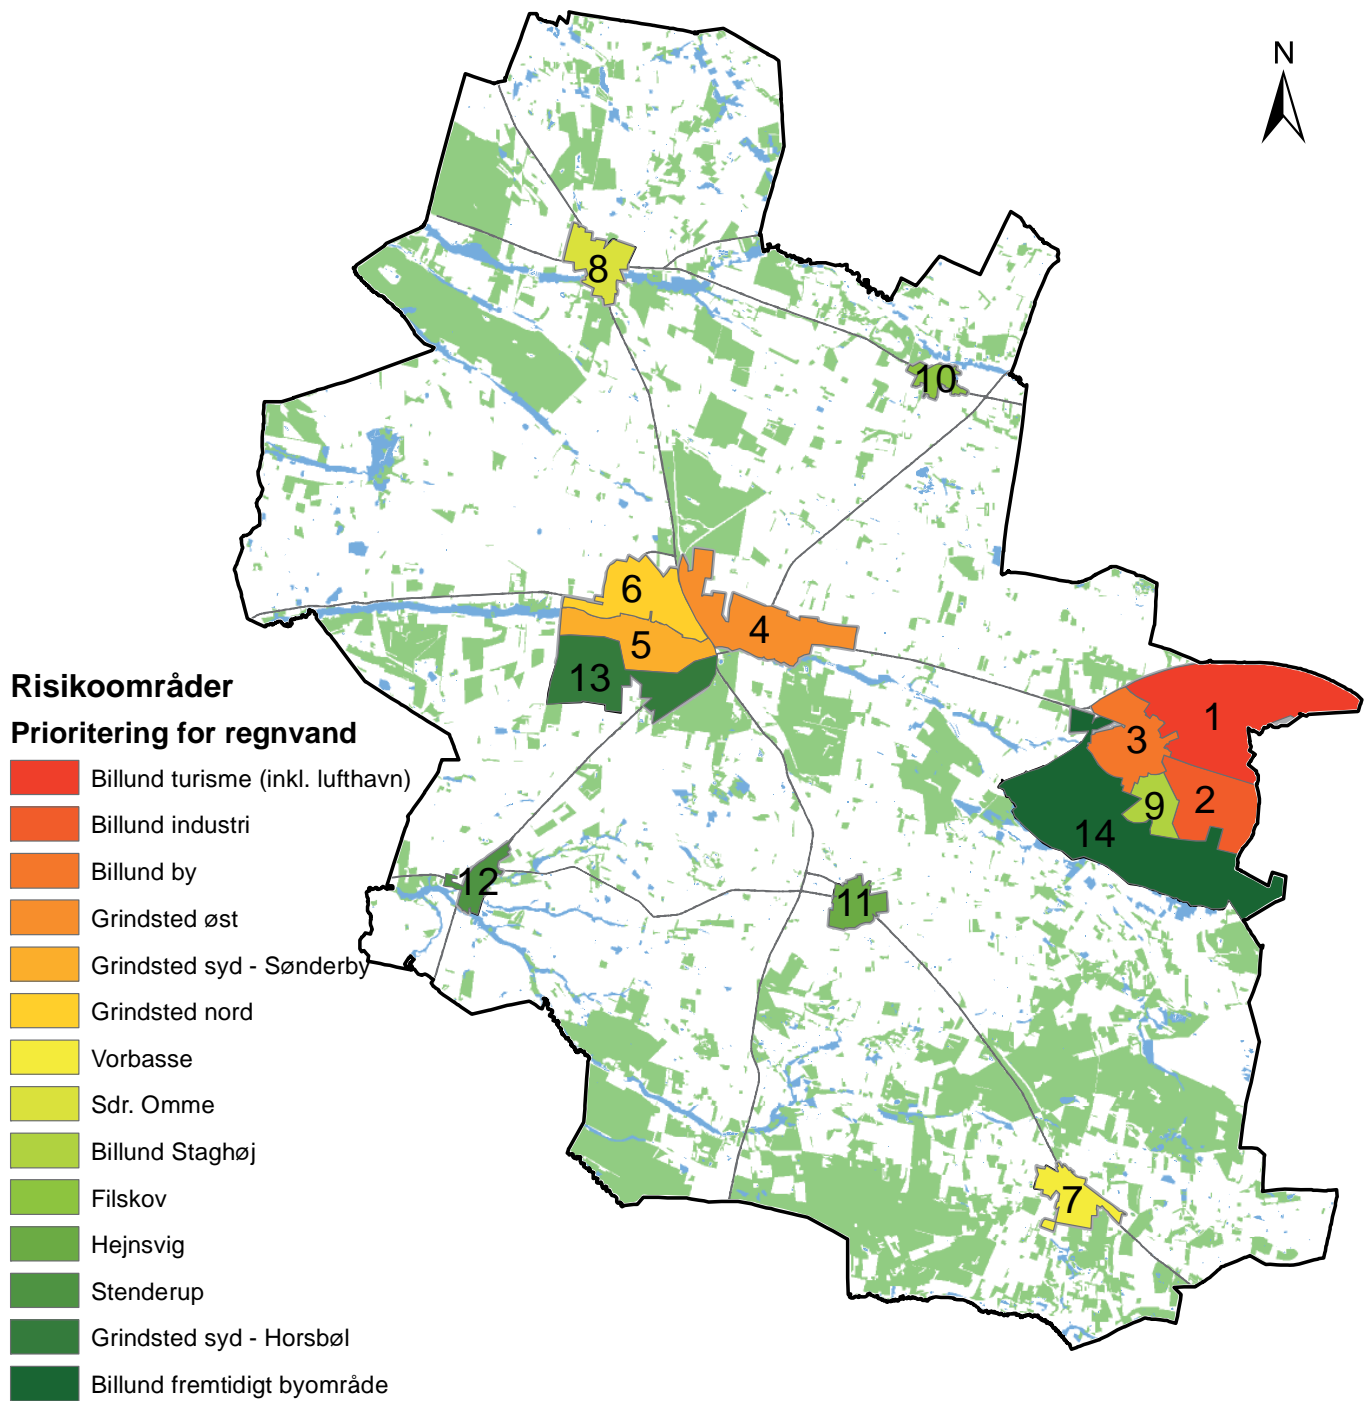 N
8
10
6
4
5
13
1
3
2
9
14
12
11
7
Risikoområder
Prioritering for regnvand
Billund turisme (inkl. lufthavn)
Billund industri
Billund by
Grindsted øst
Grindsted syd - Sønderby
Grindsted nord
Vorbasse
Sdr. Omme
Billund Staghøj
Filskov
Hejnsvig
Stenderup
Grindsted syd - Horsbøl
Billund fremtidigt byområde